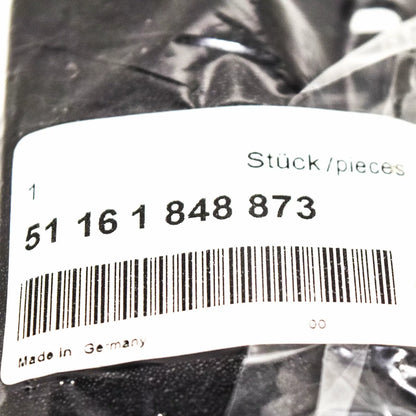 Stück/pieces
1
51 16 1 848 873
00
Made in Germany